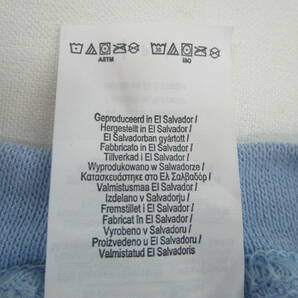 ASTM ISO
Geproduceerd in El Salvador/
Hergestellt in El Salvador/
El Salvadorban gyártott/
Fabbricato in El Salvador/
Tillverkad i El Salvador/
Wyprodukowano w Salwadorze/
Κατασκευάστηκε στο Ελ Σαλβαδόρ/
Valmistusmaa El Salvador/
Izdelano v Salvadorju/
Fremstillet i El Salvador/
Fabricat în El Salvador/
Vyrobeno v Salvadoru/
Proizvedeno u El Salvadoru/
Valmistatud El Salvadoris